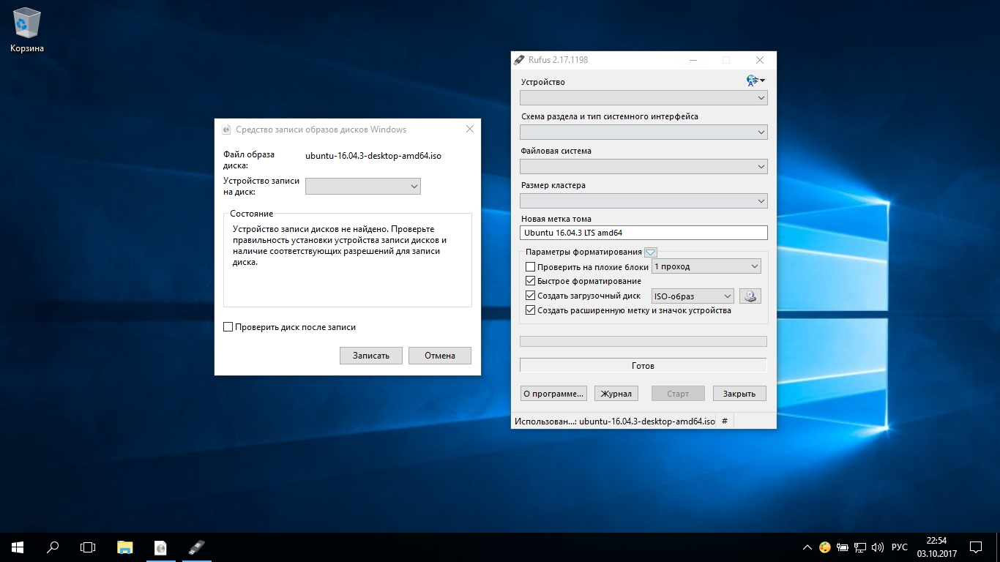 Корзина
Средство записи образов дисков Windows
Файл образа
диска:
ubuntu-16.04.3-desktop-amd64.iso
Устройство записи
на диск:
Состояние
Устройство записи дисков не найдено. Проверьте
правильность установки устройства записи дисков и
наличие соответствующих разрешений для записи
диска.
Проверить диск после записи
Записать
Отмена
Rufus 2.17.1198
Устройство
Схема раздела и тип системного интерфейса
Файловая система
Размер кластера
Новая метка тома
Ubuntu 16.04.3 LTS amd64
Параметры форматирования
Проверить на плохие блоки
1 проход
Быстрое форматирование
Создать загрузочный диск
ISO-образ
Создать расширенную метку и значок устройства
Готов
О программе...
Журнал
Старт
Закрыть
Использован...: ubuntu-16.04.3-desktop-amd64.iso
#
РУС
22:54
03.10.2017